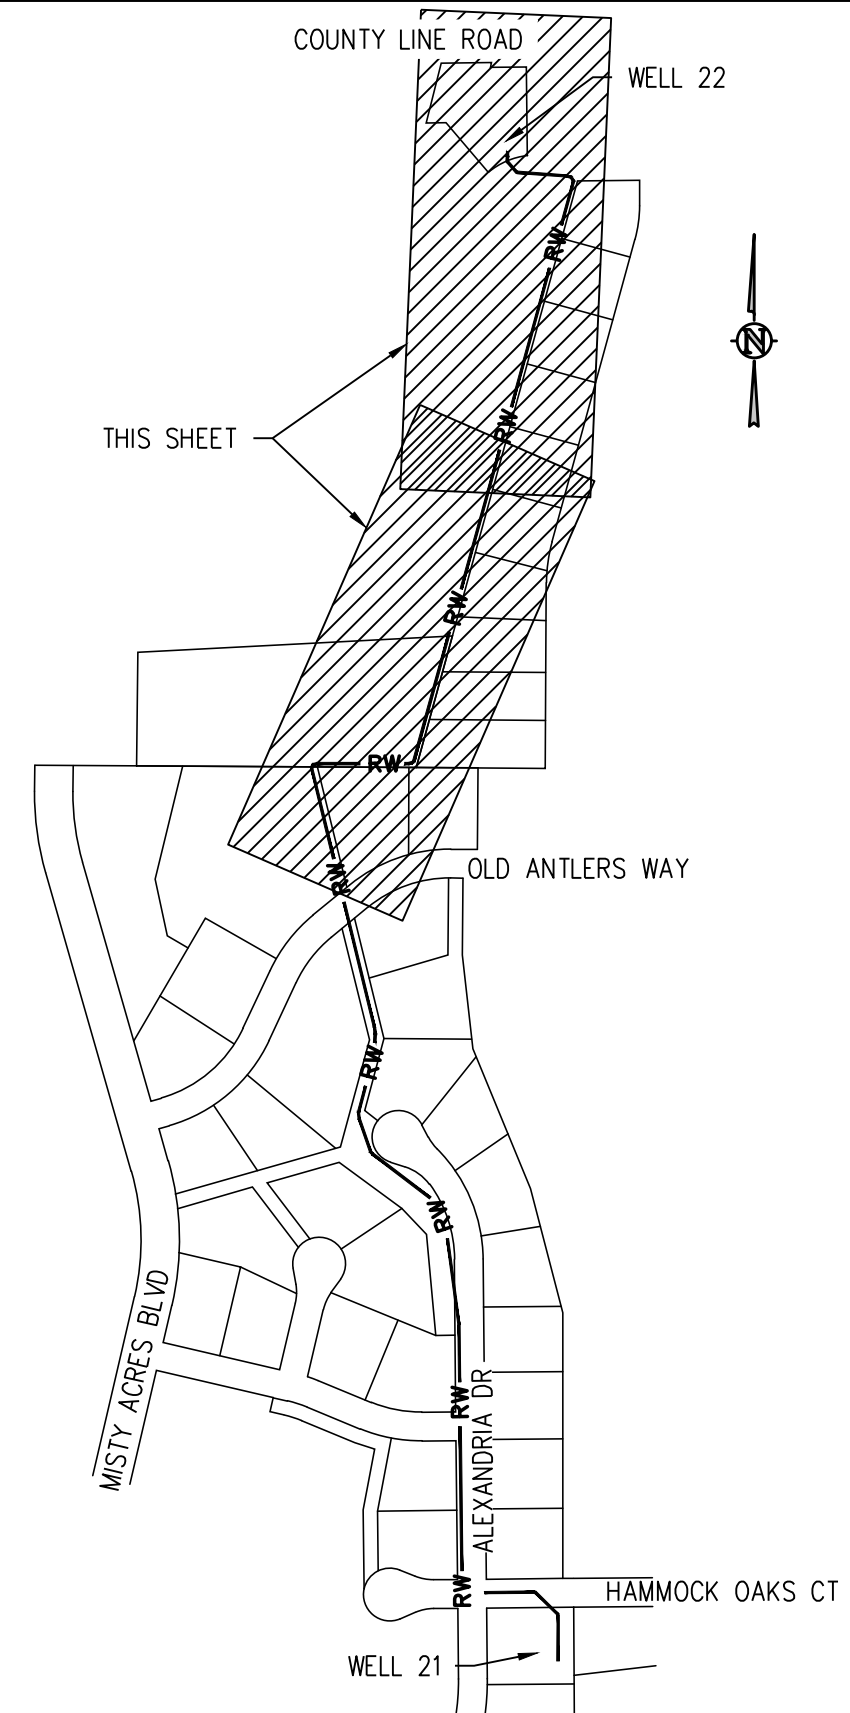 COUNTY LINE ROAD
WELL 22
RW
N
RW
THIS SHEET
RW
RW
OLD ANTLERS WAY
RW
RW
RW
MISTY ACRES BLVD
RW
ALEXANDRIA DR
RW
HAMMOCK OAKS CT
WELL 21